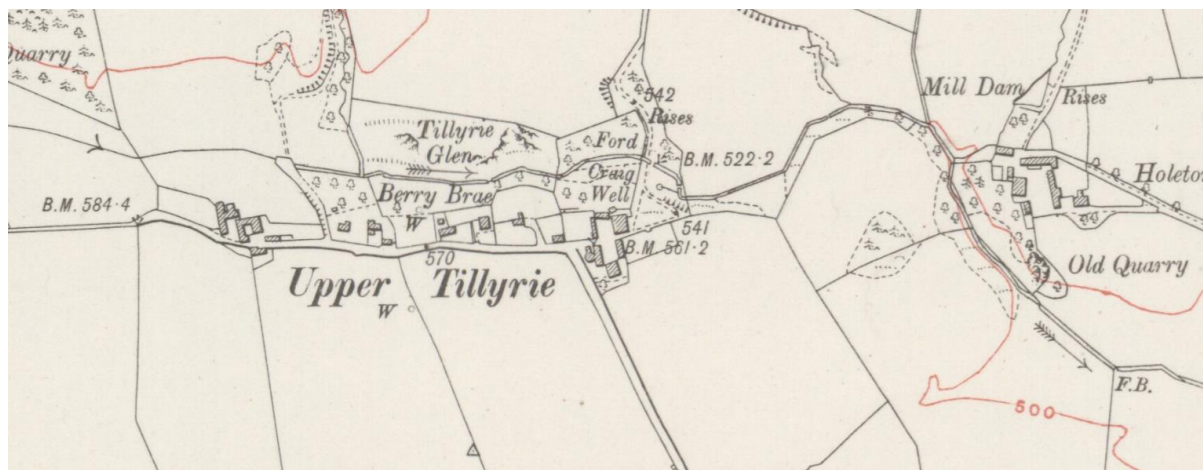 Quarry
Mill Dam
542
Rises
Rises
Tillyrie
Glen
Ford
B.M. 522·2
Craig
Well
Berry Brae
W
Holeto
B.M. 584·4
541
B.M. 561·2
570
Upper Tillyrie
W
Old Quarry
F.B.
500